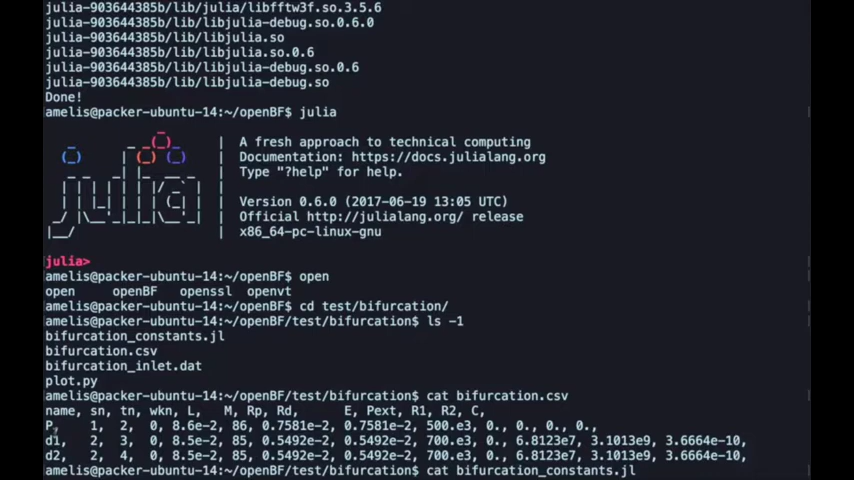 julia-903644385b/lib/julia/libfftw3f.so.3.5.6
julia-903644385b/lib/libjulia-debug.so.0.6.0
julia-903644385b/lib/libjulia.so
julia-903644385b/lib/libjulia.so.0.6
julia-903644385b/lib/libjulia-debug.so.0.6
julia-903644385b/lib/libjulia-debug.so
Done!
amelis@packer-ubuntu-14:~/openBF$ julia
A fresh approach to technical computing
Documentation: https://docs.julialang.org
Type "?help" for help.
Version 0.6.0 (2017-06-19 13:05 UTC)
Official http://julialang.org/ release
x86_64-pc-linux-gnu
julia>
amelis@packer-ubuntu-14:~/openBF$ open
open openBF openssl openvt
amelis@packer-ubuntu-14:~/openBF$ cd test/bifurcation/
amelis@packer-ubuntu-14:~/openBF/test/bifurcation$ ls -1
bifurcation_constants.jl
bifurcation.csv
bifurcation_inlet.dat
plot.py
amelis@packer-ubuntu-14:~/openBF/test/bifurcation$ cat bifurcation.csv
name, sn, tn, wkn, L, M, Rp, Rd, E, Pext, R1, R2, C,
P, 1, 2, 0, 8.6e-2, 86, 0.7581e-2, 0.7581e-2, 500.e3, 0., 0., 0., 0.,
d1, 2, 3, 0, 8.5e-2, 85, 0.5492e-2, 0.5492e-2, 700.e3, 0., 6.8123e7, 3.1013e9, 3.6664e-10,
d2, 2, 4, 0, 8.5e-2, 85, 0.5492e-2, 0.5492e-2, 700.e3, 0., 6.8123e7, 3.1013e9, 3.6664e-10,
amelis@packer-ubuntu-14:~/openBF/test/bifurcation$ cat bifurcation_constants.jl